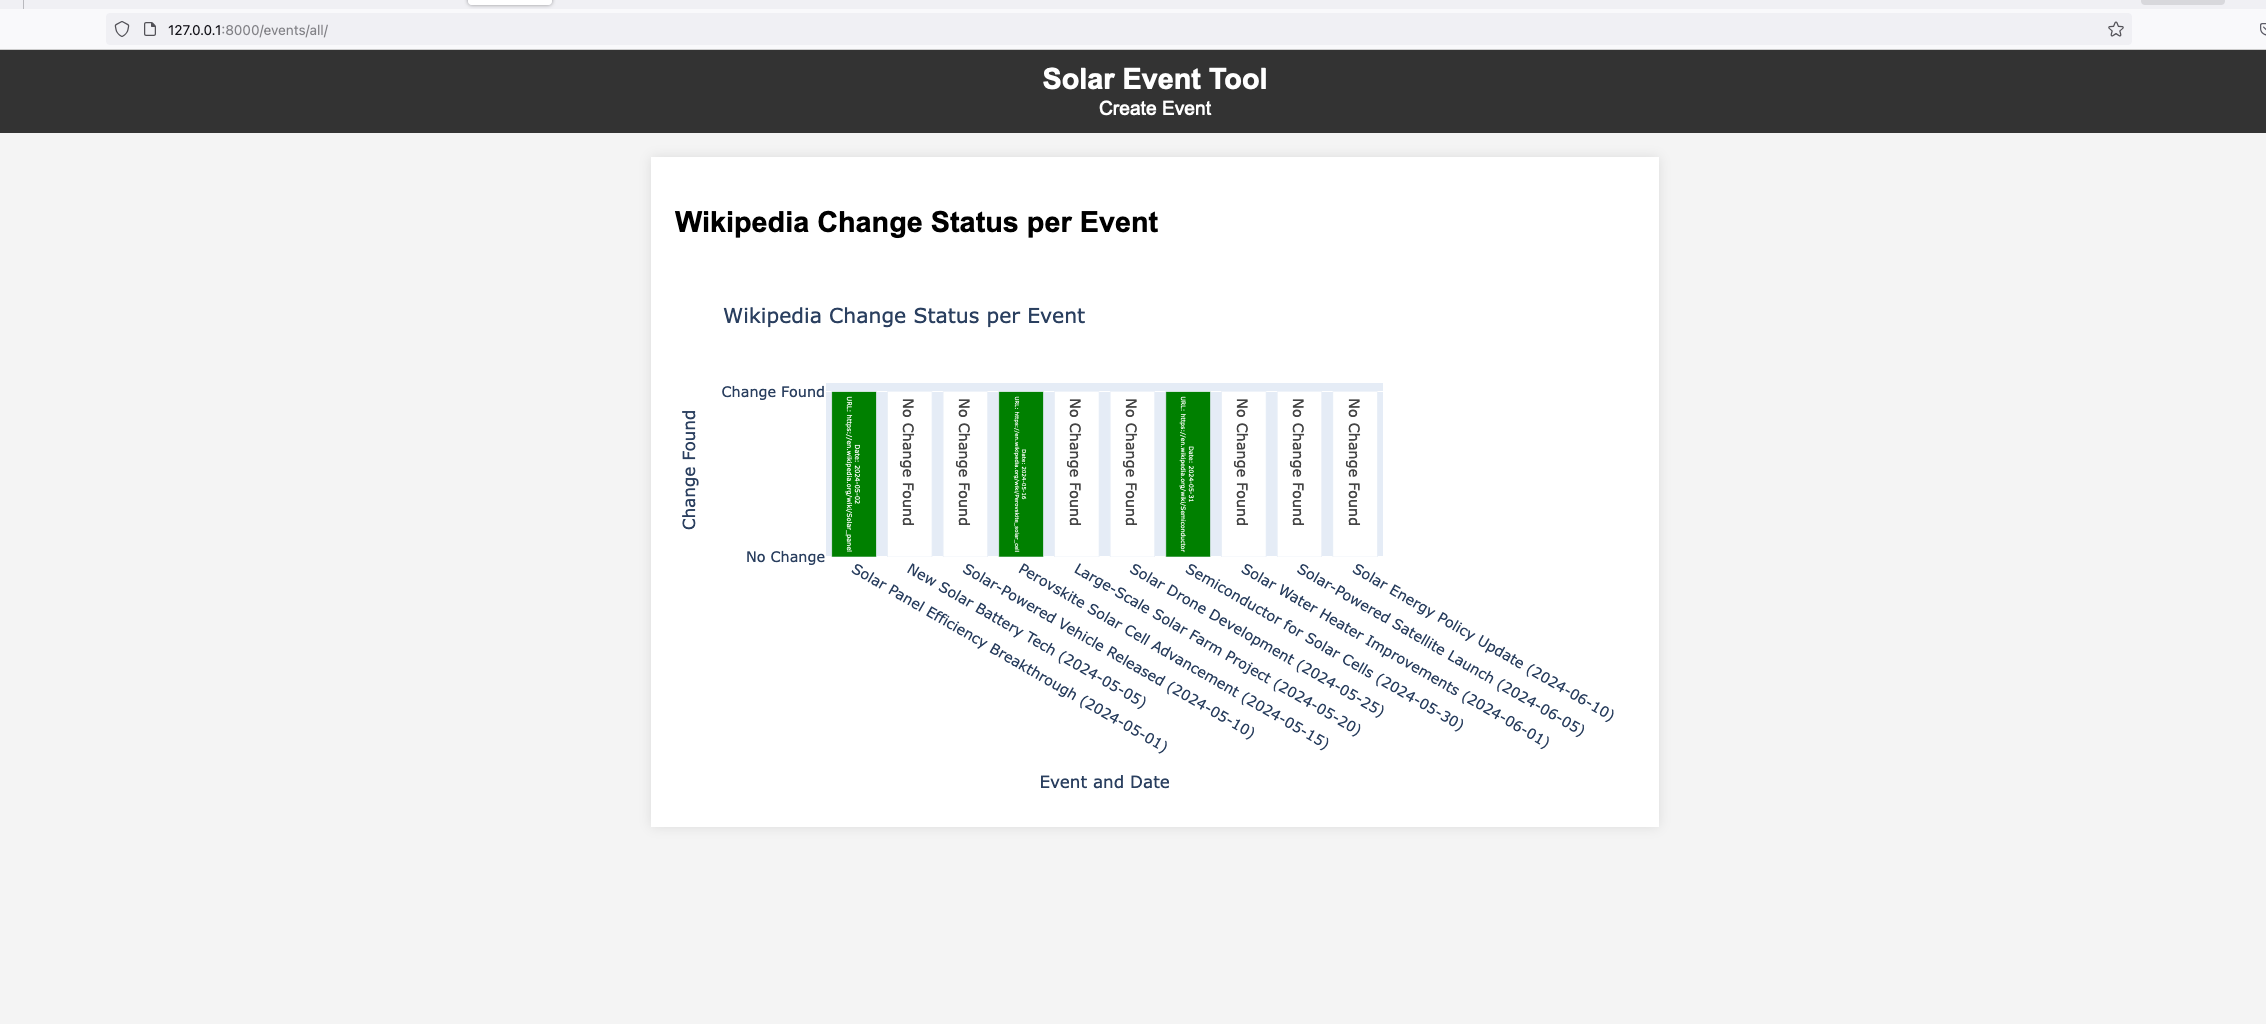 127.0.0.1:8000/events/all/
Solar Event Tool
Create Event
Wikipedia Change Status per Event
Wikipedia Change Status per Event
Change Found
Change Found
No Change
Date: 2024-05-02
URL: https://en.wikipedia.org/wiki/Solar_panel
No Change Found
No Change Found
Date: 2024-05-16
URL: https://en.wikipedia.org/wiki/Perovskite_solar_cell
No Change Found
No Change Found
Date: 2024-05-31
URL: https://en.wikipedia.org/wiki/Semiconductor
No Change Found
No Change Found
No Change Found
Solar Panel Efficiency Breakthrough (2024-05-01)
New Solar Battery Tech (2024-05-05)
Solar-Powered Vehicle Released (2024-05-10)
Perovskite Solar Cell Advancement (2024-05-15)
Large-Scale Solar Farm Project (2024-05-20)
Solar Drone Development (2024-05-25)
Semiconductor for Solar Cells (2024-05-30)
Solar Water Heater Improvements (2024-06-01)
Solar-Powered Satellite Launch (2024-06-05)
Solar Energy Policy Update (2024-06-10)
Event and Date